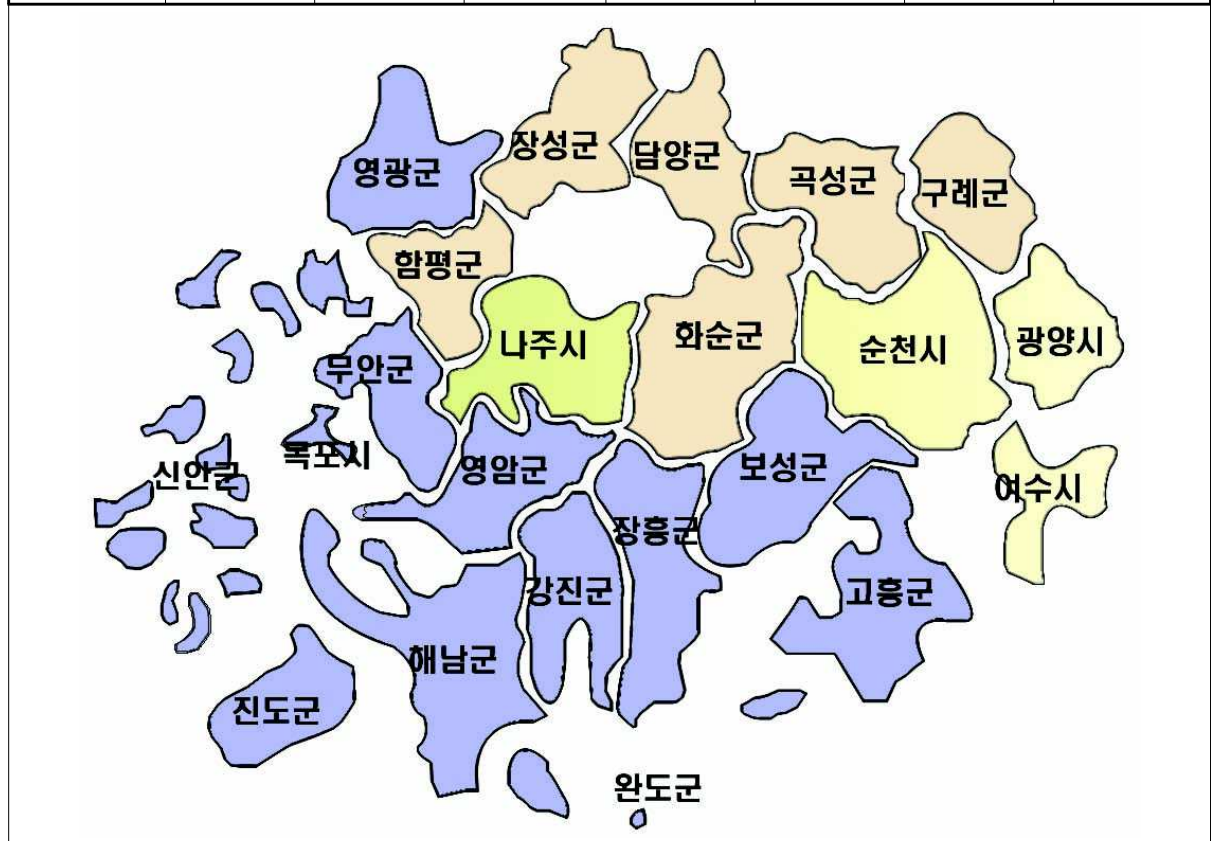 장성군
담양군
영광군
곡성군
구례군
함평군
나주시
화순군
순천시
광양시
무안군
목포시
신안군
영암군
보성군
여수시
장흥군
강진군
고흥군
해남군
진도군
완도군